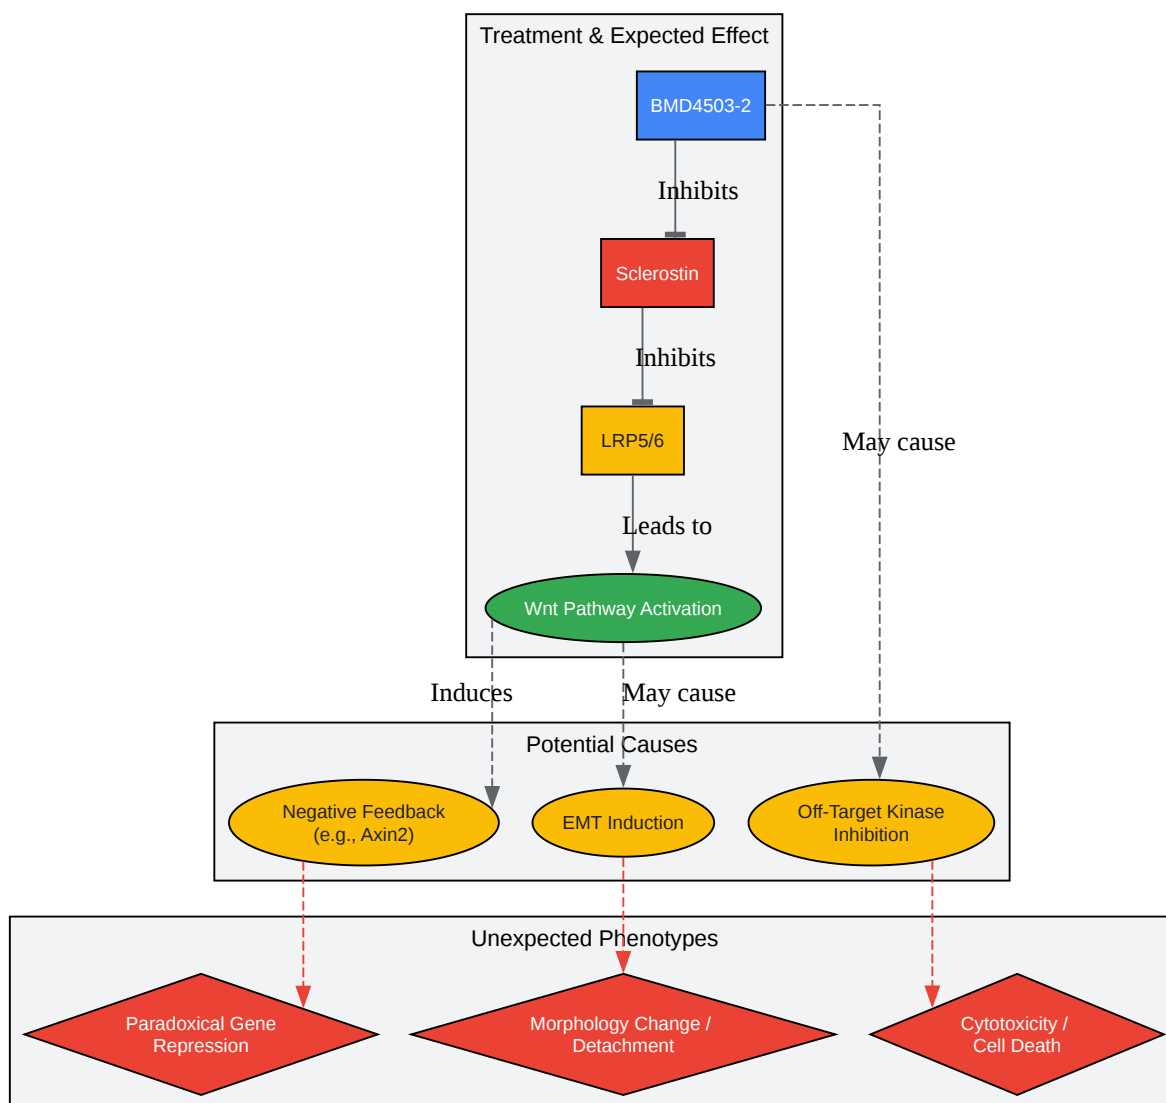 Treatment & Expected Effect
BMD4503-2
Inhibits
Sclerostin
Inhibits
LRP5/6
May cause
Leads to
Wnt Pathway Activation
Induces
May cause
Potential Causes
Negative Feedback
(e.g., Axin2)
EMT Induction
Off-Target Kinase
Inhibition
Unexpected Phenotypes
Paradoxical Gene
Repression
Morphology Change /
Detachment
Cytotoxicity /
Cell Death